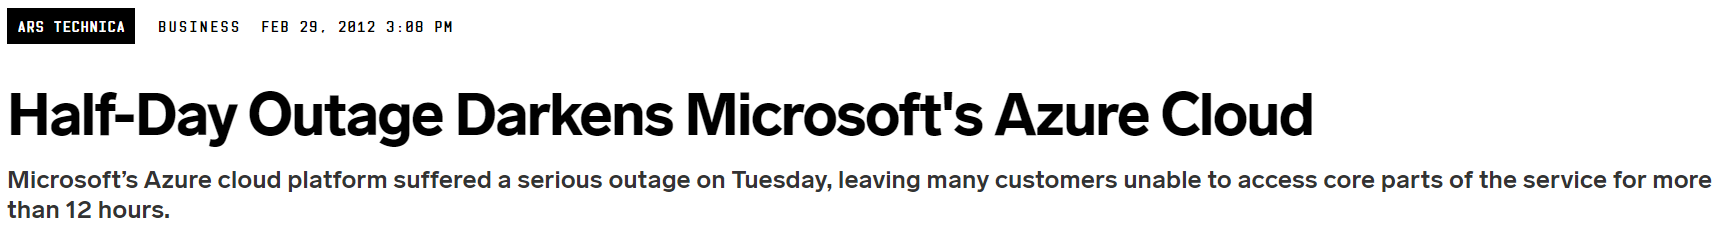 ARS TECHNICA BUSINESS FEB 29, 2012 3:08 PM
Half-Day Outage Darkens Microsoft's Azure Cloud
Microsoft’s Azure cloud platform suffered a serious outage on Tuesday, leaving many customers unable to access core parts of the service for more
than 12 hours.